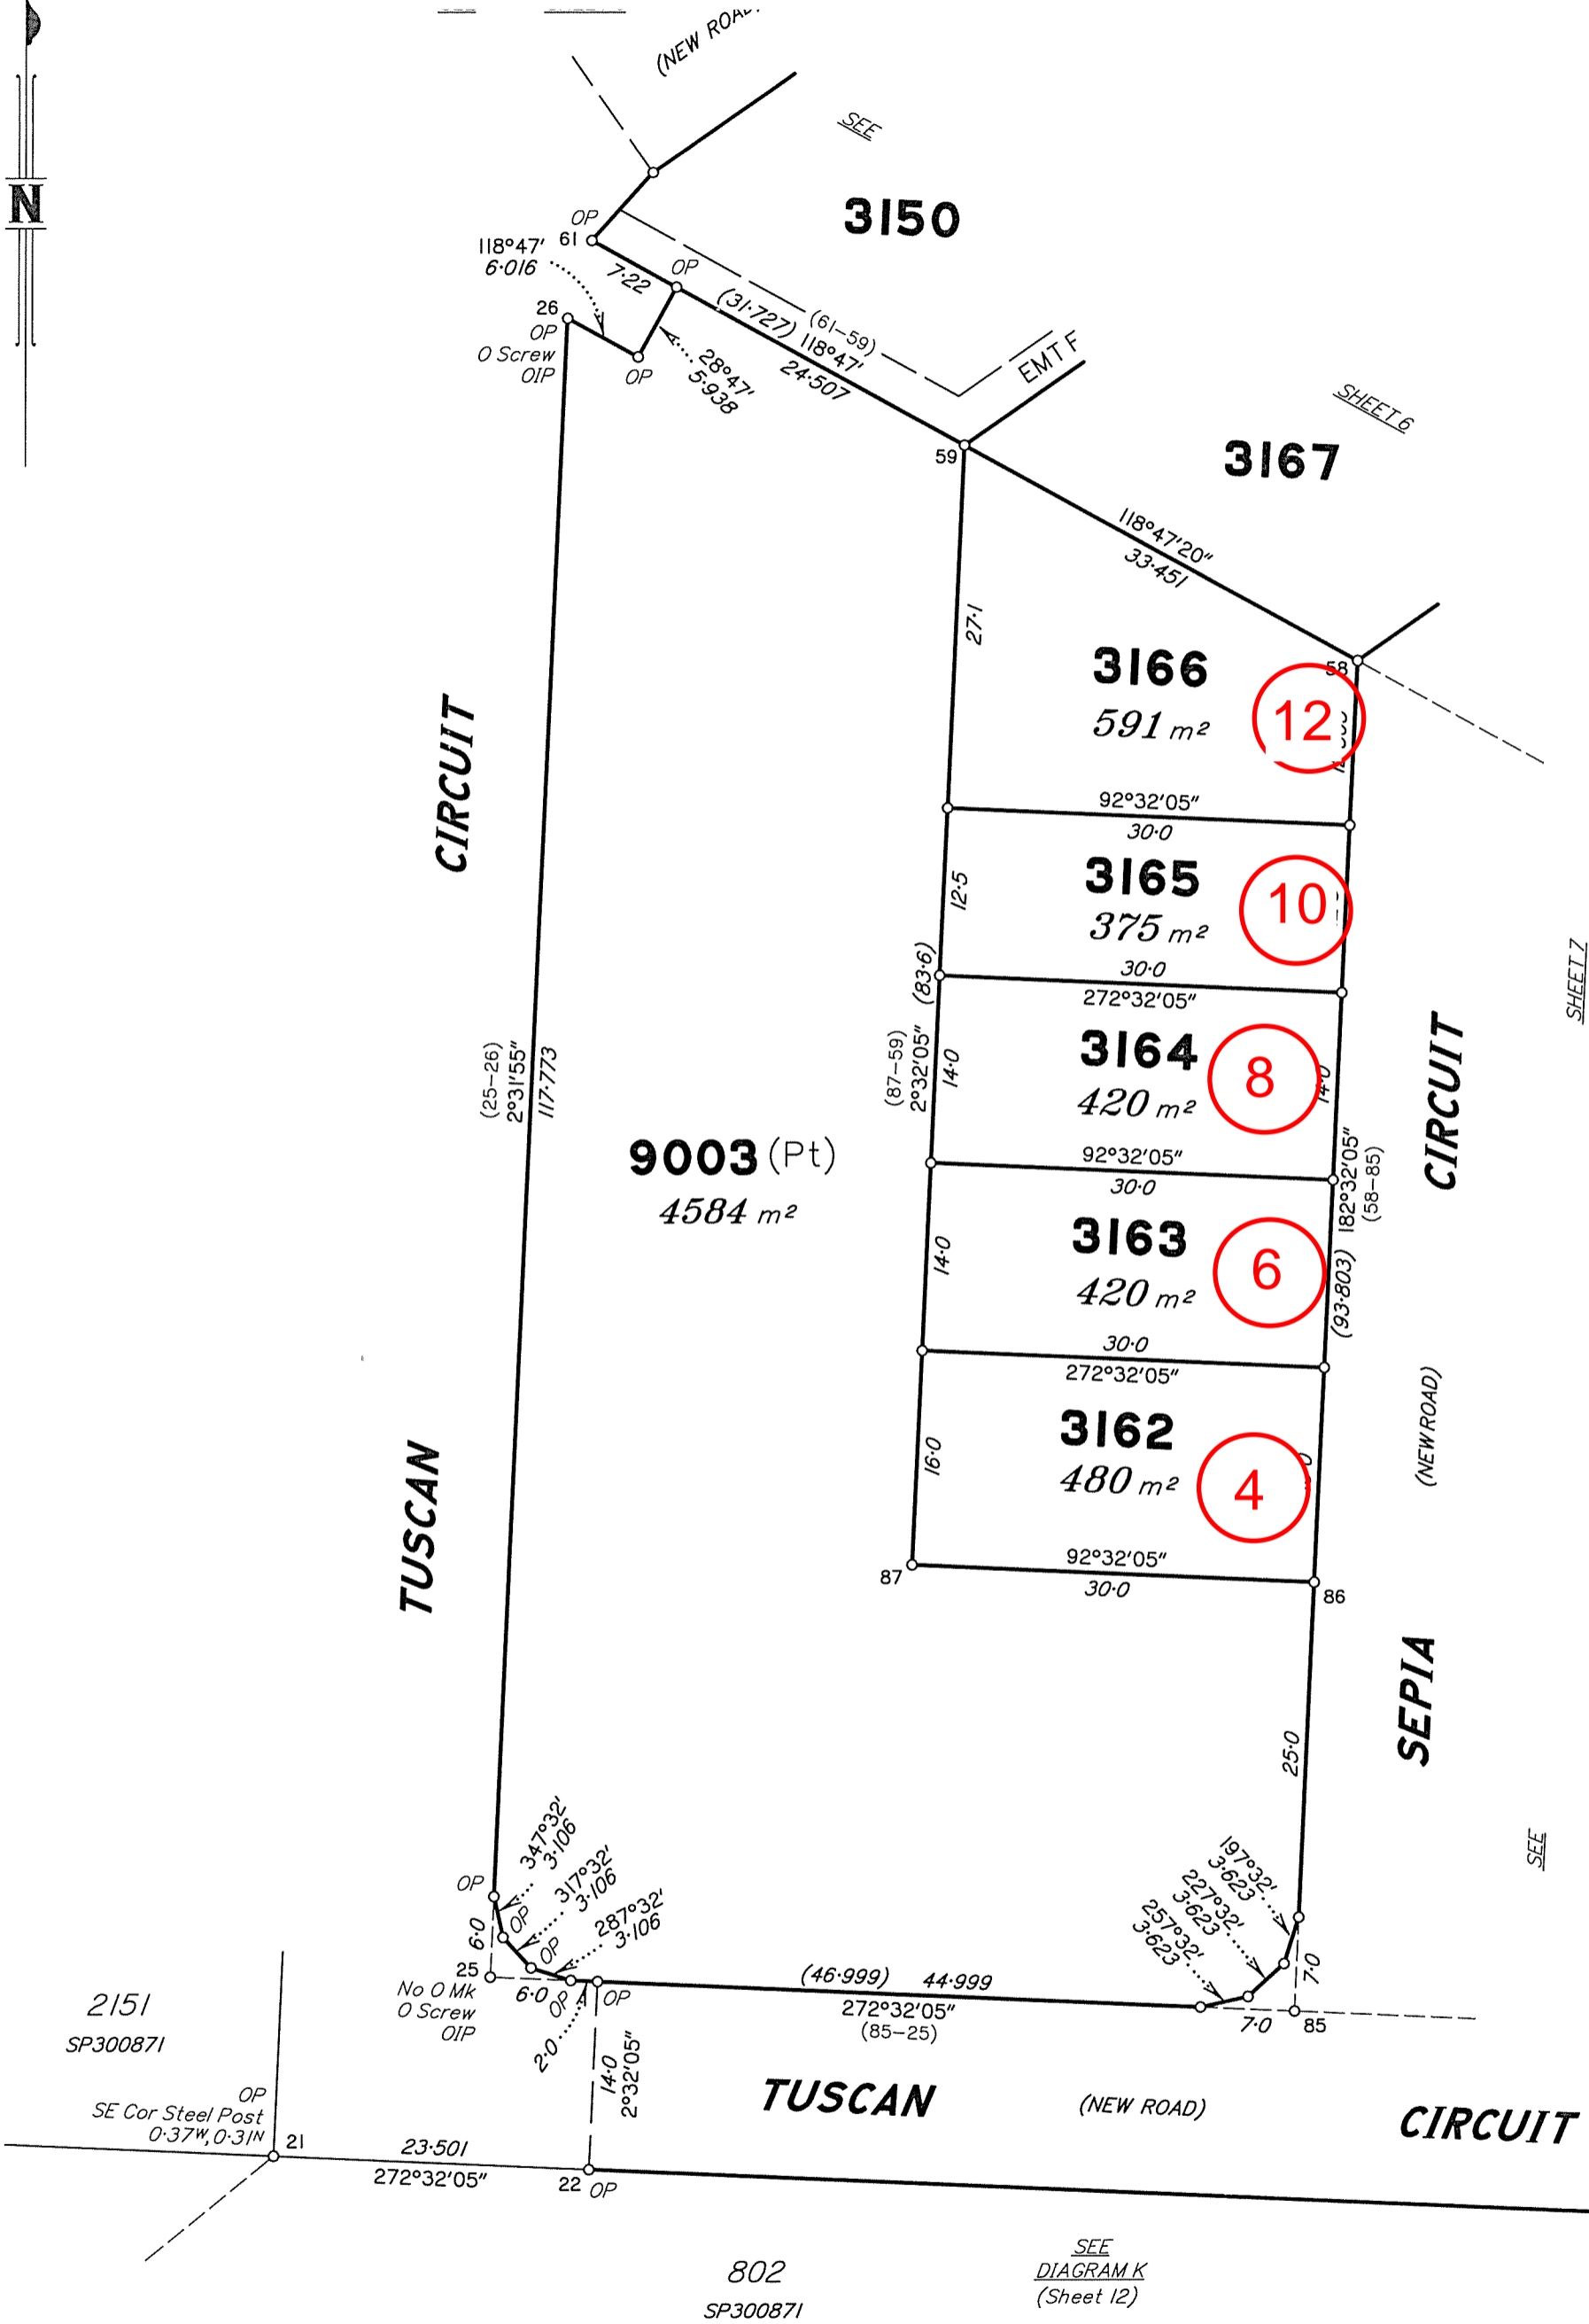 (NEW ROAD)
SEE
N
3150
OP
61
118°47'
6·016
7·22
OP
(31·727)
(61–59)
118°47'
24·507
EMT F
26
OP
O Screw
OIP
OP
28°47'
5·938
SHEET 6
59
3167
118°47'20"
33·451
27·1
58
3166
591 m²
12
CIRCUIT
92°32'05"
30·0
3165
375 m²
10
12·5
(83·6)
30·0
272°32'05"
SHEET 7
3164
420 m²
8
14·0
14·0
(87–59)
2°32'05"
(25–26)
2°31'55"
117·773
CIRCUIT
9003 (Pt)
4584 m²
92°32'05"
30·0
182°32'05"
(58–85)
(93·803)
3163
420 m²
6
14·0
30·0
272°32'05"
(NEW ROAD)
3162
480 m²
4
16·0
TUSCAN
92°32'05"
30·0
87
86
SEPIA
25·0
SEE
347°32'
3·106
317°32'
3·106
287°32'
3·106
197°32'
3·623
227°32'
3·623
257°32'
3·623
OP
6·0
OP
OP
25
No O Mk
O Screw
OIP
6·0
OP
OP
2·0
(46·999) 44·999
272°32'05"
(85–25)
7·0
7·0
85
14·0
2°32'05"
2151
SP300871
TUSCAN
(NEW ROAD)
CIRCUIT
OP
SE Cor Steel Post
0·37W, 0·31N
21
23·501
272°32'05"
22
OP
802
SP300871
SEE
DIAGRAM K
(Sheet 12)